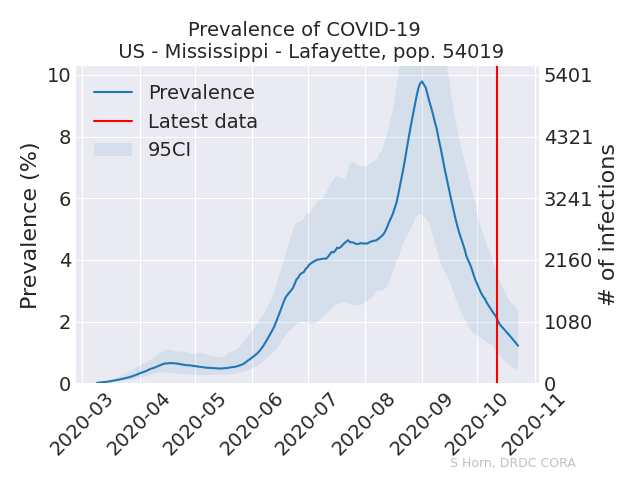 Prevalence of COVID-19
US - Mississippi - Lafayette, pop. 54019
10
8
6
4
2
0
Prevalence (%)
Prevalence
Latest data
95CI
5401
4321
3241
2160
1080
0
# of infections
2020-03
2020-04
2020-05
2020-06
2020-07
2020-08
2020-09
2020-10
2020-11
S Horn, DRDC CORA